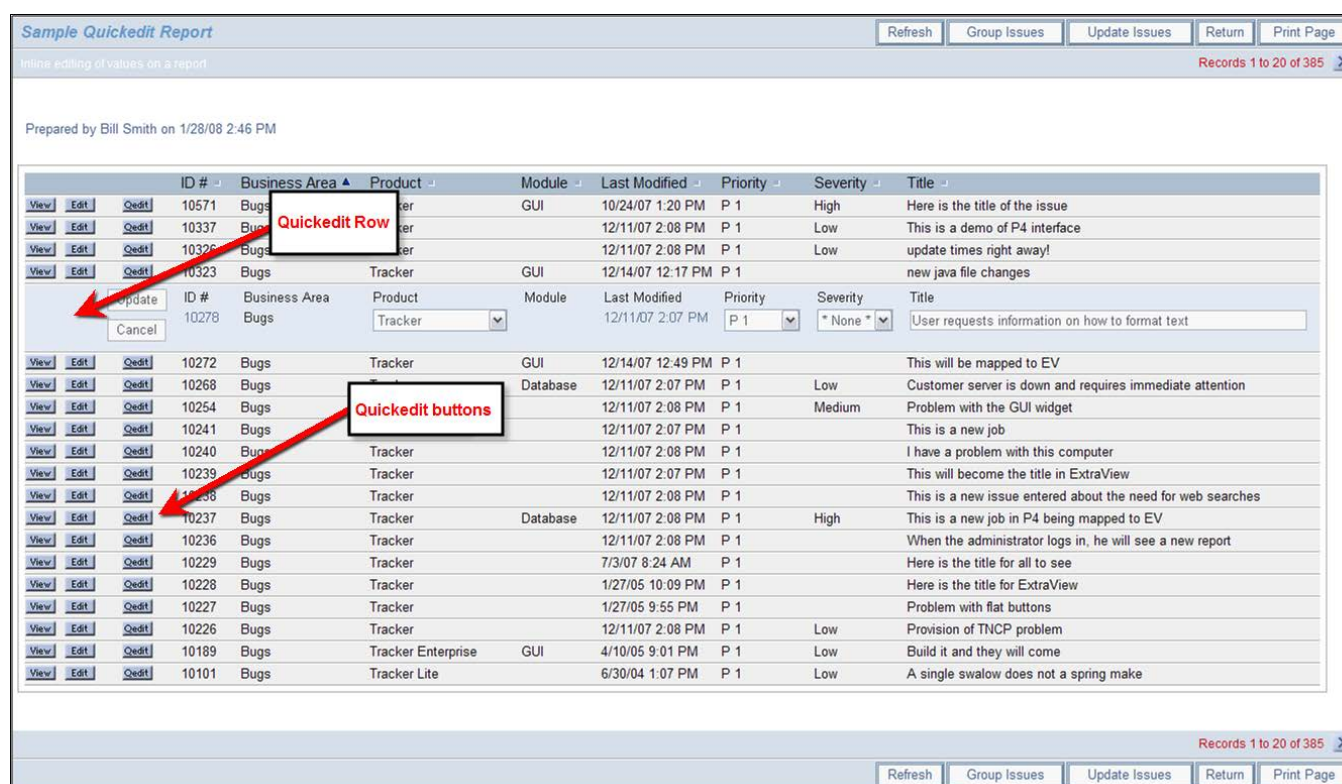 Sample Quickedit Report Refresh Group Issues Update Issues Return Print Page
Inline editing of values on a report Records 1 to 20 of 385
Prepared by Bill Smith on 1/28/08 2:46 PM
ID # Business Area Product Module Last Modified Priority Severity Title
View Edit Qedit 10571 Bugs GUI 10/24/07 1:20 PM P 1 High Here is the title of the issue
Quickedit Row
View Edit Qedit 10337 12/11/07 2:08 PM P 1 Low This is a demo of P4 interface
View Edit Qedit 10326 12/11/07 2:08 PM P 1 Low update times right away!
View Edit Qedit 10323 Bugs Tracker GUI 12/14/07 12:17 PM P 1 new java file changes
Update ID # Business Area Product Module Last Modified Priority Severity Title
10278 Bugs Tracker 12/11/07 2:07 PM P 1 * None * User requests information on how to format text
Cancel
View Edit Qedit 10272 Bugs Tracker GUI 12/14/07 12:49 PM P 1 This will be mapped to EV
View Edit Qedit 10268 Bugs Database 12/11/07 2:07 PM P 1 Low Customer server is down and requires immediate attention
View Edit Qedit 10254 Bugs 12/11/07 2:08 PM P 1 Medium Problem with the GUI widget
Quickedit buttons
View Edit Qedit 10241 Bugs 12/11/07 2:07 PM P 1 This is a new job
View Edit Qedit 10240 Bugs Tracker 12/11/07 2:08 PM P 1 I have a problem with this computer
View Edit Qedit 10239 Bugs Tracker 12/11/07 2:07 PM P 1 This will become the title in ExtraView
View Edit Qedit 10238 Bugs Tracker 12/11/07 2:08 PM P 1 This is a new issue entered about the need for web searches
View Edit Qedit 10237 Bugs Tracker Database 12/11/07 2:08 PM P 1 High This is a new job in P4 being mapped to EV
View Edit Qedit 10236 Bugs Tracker 12/11/07 2:08 PM P 1 When the administrator logs in, he will see a new report
View Edit Qedit 10229 Bugs Tracker 7/3/07 8:24 AM P 1 Here is the title for all to see
View Edit Qedit 10228 Bugs Tracker 1/27/05 10:09 PM P 1 Here is the title for ExtraView
View Edit Qedit 10227 Bugs Tracker 1/27/05 9:55 PM P 1 Problem with flat buttons
View Edit Qedit 10226 Bugs Tracker 12/11/07 2:08 PM P 1 Low Provision of TNCP problem
View Edit Qedit 10189 Bugs Tracker Enterprise GUI 4/10/05 9:01 PM P 1 Low Build it and they will come
View Edit Qedit 10101 Bugs Tracker Lite 6/30/04 1:07 PM P 1 Low A single swalow does not a spring make
Records 1 to 20 of 385
Refresh Group Issues Update Issues Return Print Page